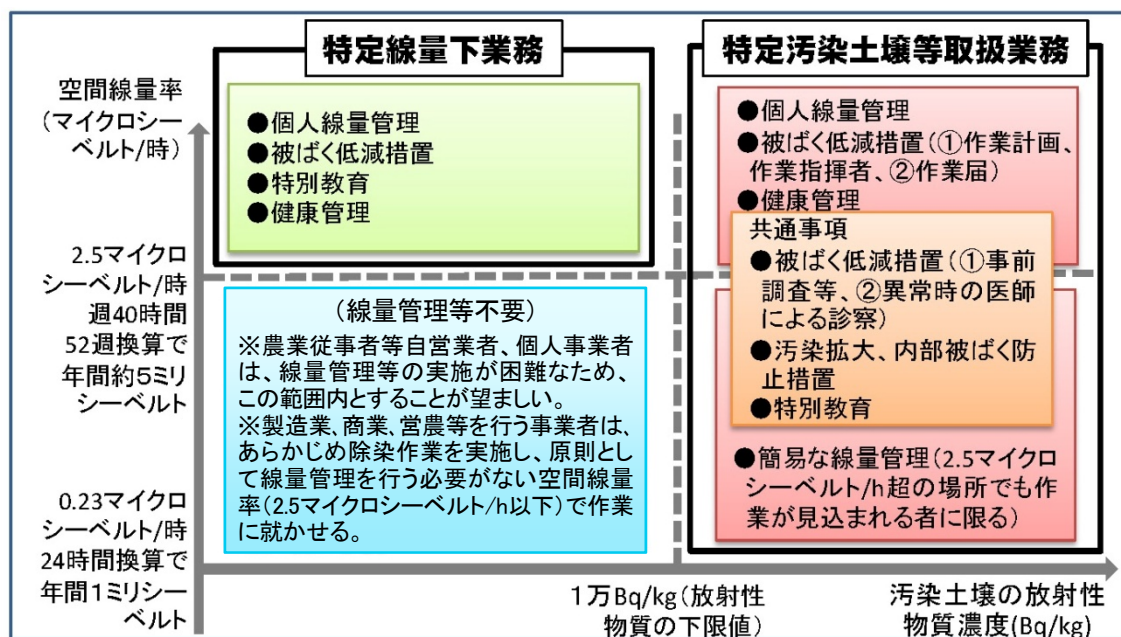 特定線量下業務
特定汚染土壌等取扱業務
空間線量率
(マイクロシー
ベルト/時)
2.5マイクロ
シーベルト/時
週40時間
52週換算で
年間約5ミリ
シーベルト
0.23マイクロ
シーベルト/時
24時間換算で
年間1ミリシー
ベルト
●個人線量管理
●被ばく低減措置
●特別教育
●健康管理
(線量管理等不要)
※農業従事者等自営業者、個人事業者
は、線量管理等の実施が困難なため、
この範囲内とすることが望ましい。
※製造業、商業、営農等を行う事業者は、
あらかじめ除染作業を実施し、原則とし
て線量管理を行う必要がない空間線量
率(2.5マイクロシーベルト/h以下)で作業
に就かせる。
●個人線量管理
●被ばく低減措置(①作業計画、
作業指揮者、②作業届)
●健康管理
共通事項
●被ばく低減措置(①事前
調査等、②異常時の医師
による診察)
●汚染拡大、内部被ばく防
止措置
●特別教育
●簡易な線量管理(2.5マイクロ
シーベルト/h超の場所でも作
業が見込まれる者に限る)
1万Bq/kg(放射性
物質の下限値)
汚染土壌の放射性
物質濃度(Bq/kg)